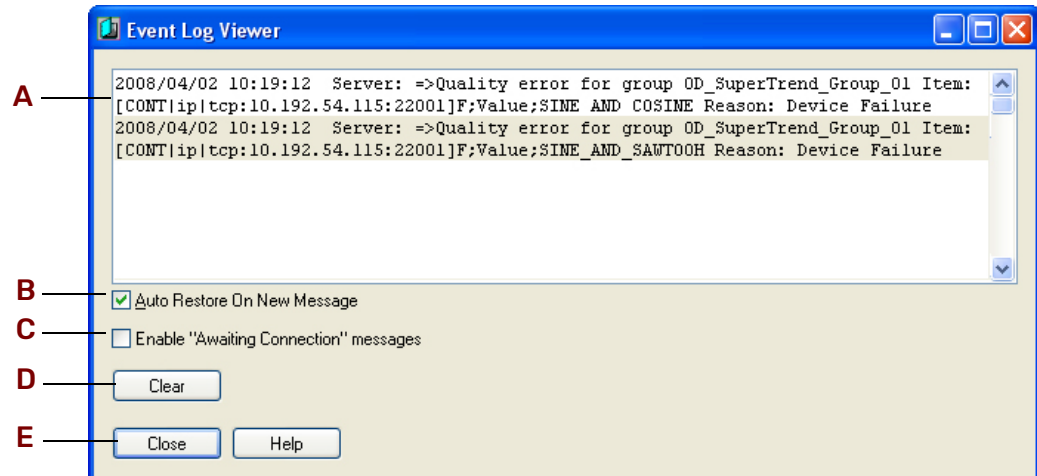 Event Log Viewer
A
2008/04/02 10:19:12 Server: =>Quality error for group OD_SuperTrend_Group_01 Item:
[CONT|ip|tcp:10.192.54.115:22001]F;Value;SINE AND COSINE Reason: Device Failure
2008/04/02 10:19:12 Server: =>Quality error for group OD_SuperTrend_Group_01 Item:
[CONT|ip|tcp:10.192.54.115:22001]F;Value;SINE_AND_SAWTOOH Reason: Device Failure
B
Auto Restore On New Message
C
Enable "Awaiting Connection" messages
D
Clear
E
Close Help